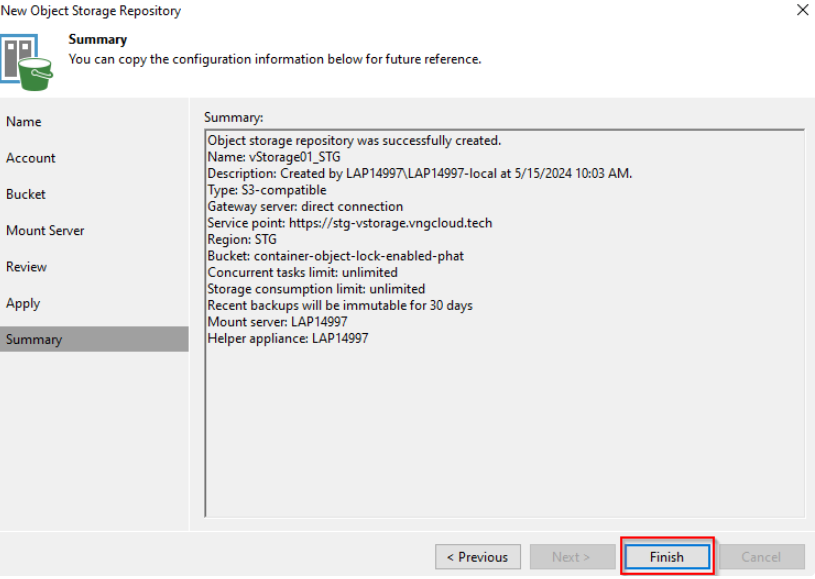 New Object Storage Repository
Summary
You can copy the configuration information below for future reference.
Name
Account
Bucket
Mount Server
Review
Apply
Summary
Summary:
Object storage repository was successfully created.
Name: vStorage01_STG
Description: Created by LAP14997\LAP14997-local at 5/15/2024 10:03 AM.
Type: S3-compatible
Gateway server: direct connection
Service point: https://stg-vstorage.vngcloud.tech
Region: STG
Bucket: container-object-lock-enabled-phat
Concurrent tasks limit: unlimited
Storage consumption limit: unlimited
Recent backups will be immutable for 30 days
Mount server: LAP14997
Helper appliance: LAP14997
< Previous
Next >
Finish
Cancel